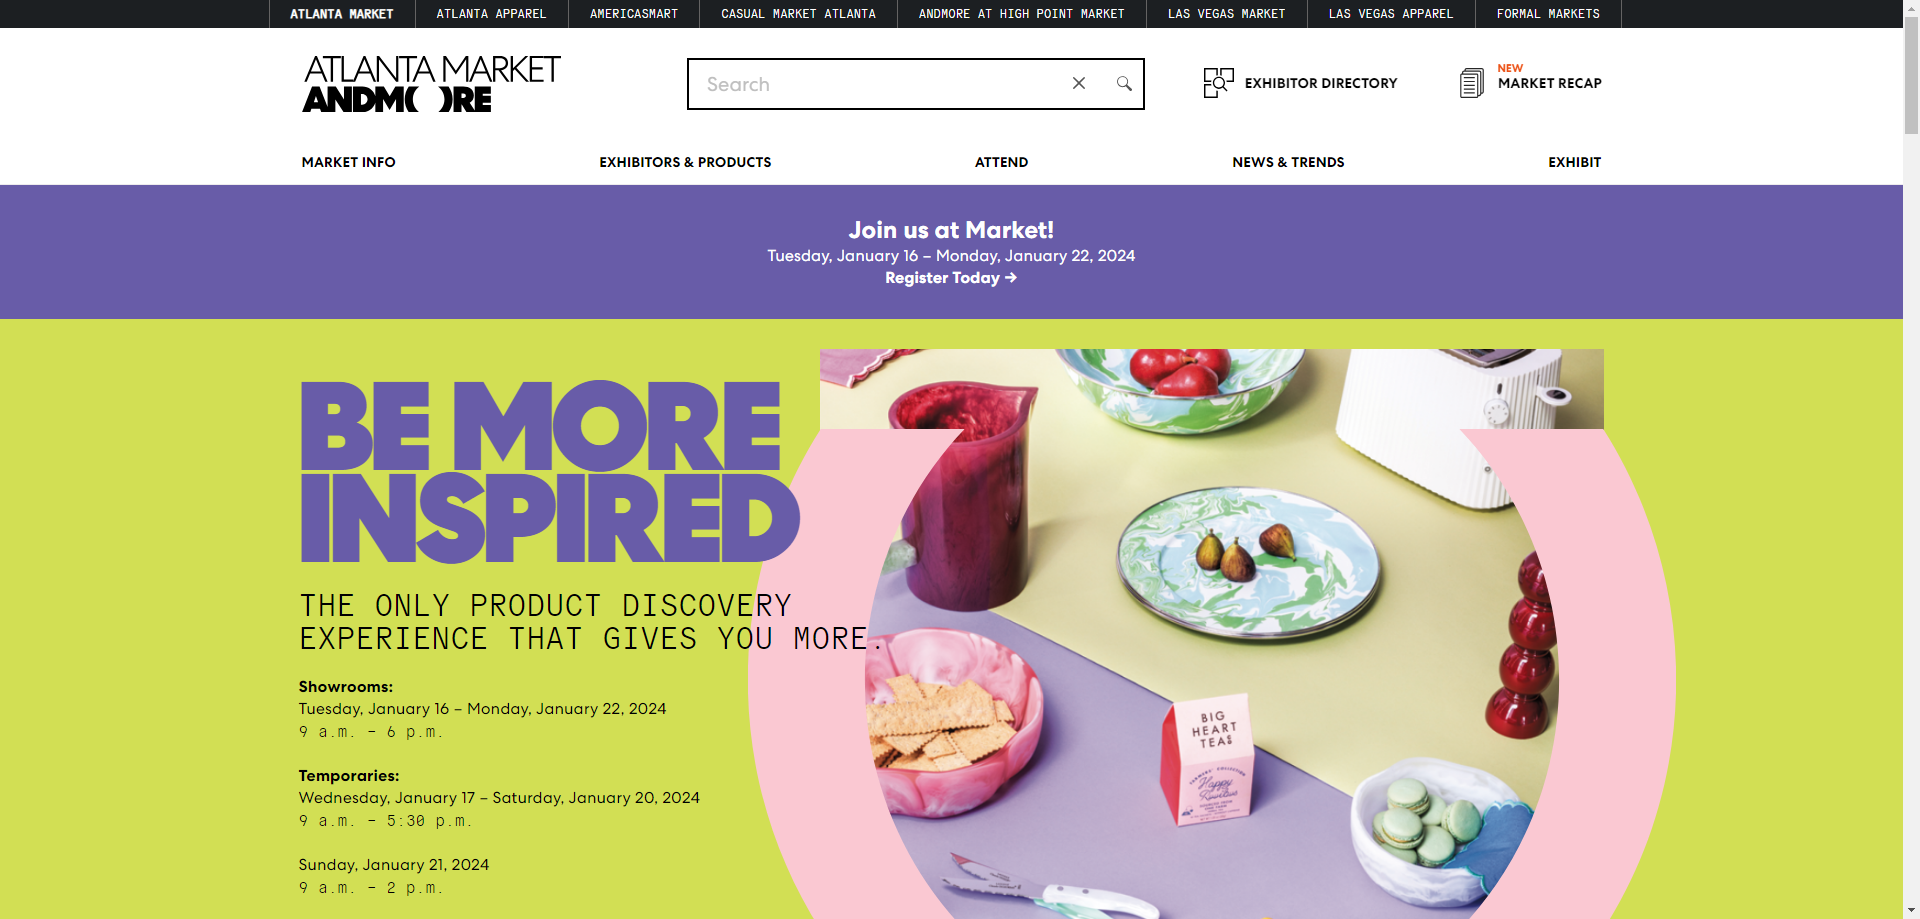 ATLANTA MARKET
ATLANTA APPAREL
AMERICASMART
CASUAL MARKET ATLANTA
ANDMORE AT HIGH POINT MARKET
LAS VEGAS MARKET
LAS VEGAS APPAREL
FORMAL MARKETS
ATLANTA MARKET
ANDM( )RE
Search
EXHIBITOR DIRECTORY
NEW
MARKET RECAP
MARKET INFO
EXHIBITORS & PRODUCTS
ATTEND
NEWS & TRENDS
EXHIBIT
Join us at Market!
Tuesday, January 16 – Monday, January 22, 2024
Register Today →
BE MORE
INSPIRED
THE ONLY PRODUCT DISCOVERY
EXPERIENCE THAT GIVES YOU MORE.
Showrooms:
Tuesday, January 16 – Monday, January 22, 2024
9 a.m. – 6 p.m.
Temporaries:
Wednesday, January 17 – Saturday, January 20, 2024
9 a.m. – 5:30 p.m.
Sunday, January 21, 2024
9 a.m. – 2 p.m.
BIG
HEART
TEAS
Happy